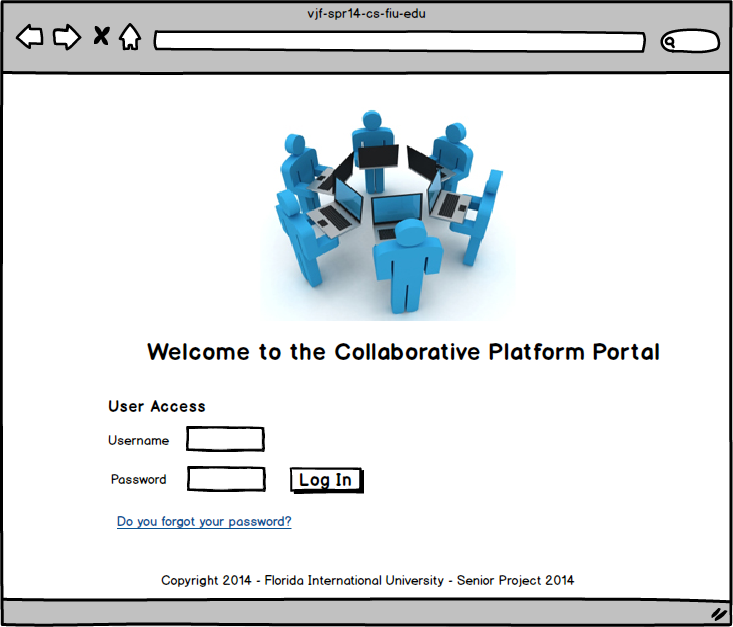 vjf-spr14-cs-fiu-edu
Welcome to the Collaborative Platform Portal
User Access
Username
Password
Log In
Do you forgot your password?
Copyright 2014 - Florida International University - Senior Project 2014